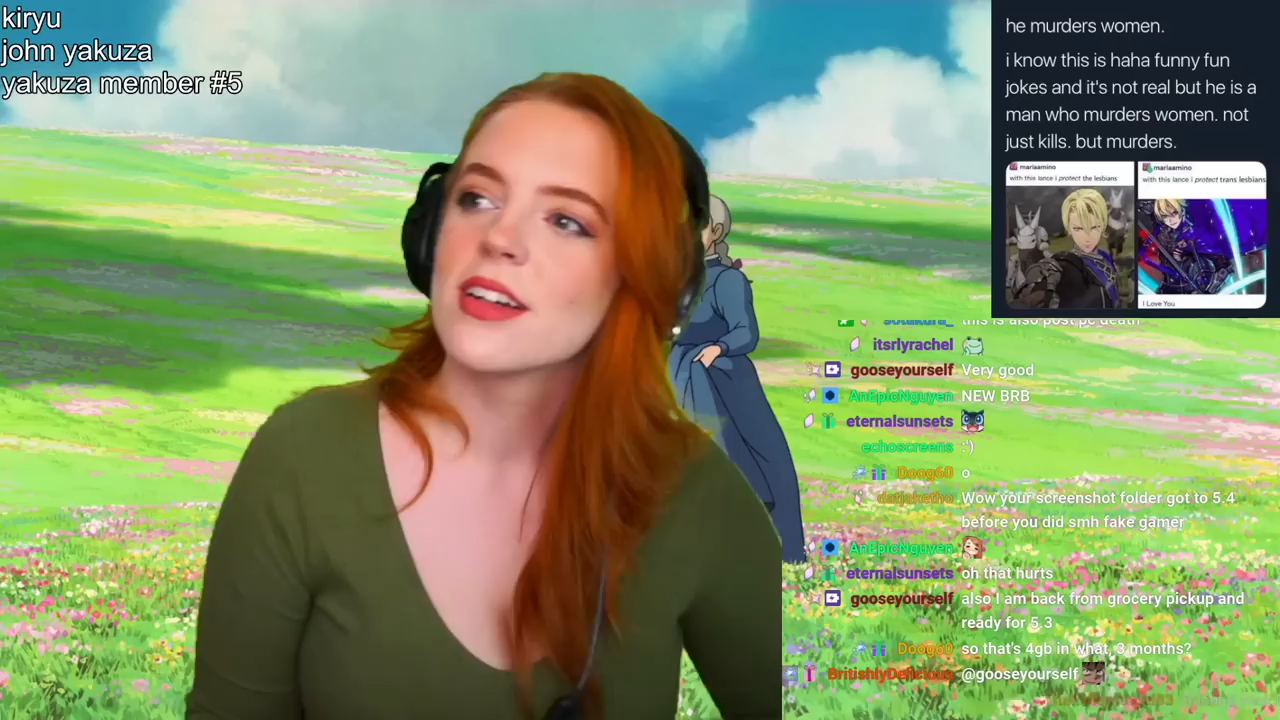 kiryu
john yakuza
yakuza member #5
he murders women.
i know this is haha funny fun
jokes and it's not real but he is a
man who murders women. not
just kills. but murders.
mariaamino
with this lance i protect the lesbians
mariaamino
with this lance i protect trans lesbians
I Love You
this is also post pc death
itsrlyrachel
gooseyourself Very good
AnEpicNguyen NEW BRB
eternalsunsets
echoscreens :')
Doog60 o
Wow your screenshot folder got to 5.4
before you did smh fake gamer
AnEpicNguyen
eternalsunsets oh that hurts
gooseyourself also I am back from grocery pickup and
ready for 5.3
Doog60 so that's 4gb in what, 3 months?
BritishlyDelicious @gooseyourself